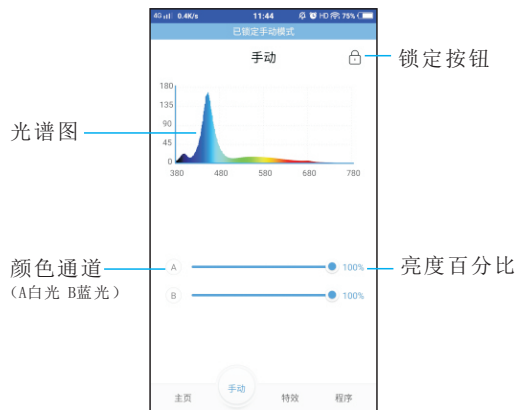 4G 0.4K/s 11:44 HD 75%
已锁定手动模式
手动
锁定按钮
180
135
90
45
0
380 480 580 680 780
光谱图
颜色通道
（A白光 B蓝光）
A 100%
亮度百分比
B 100%
主页 手动 特效 程序